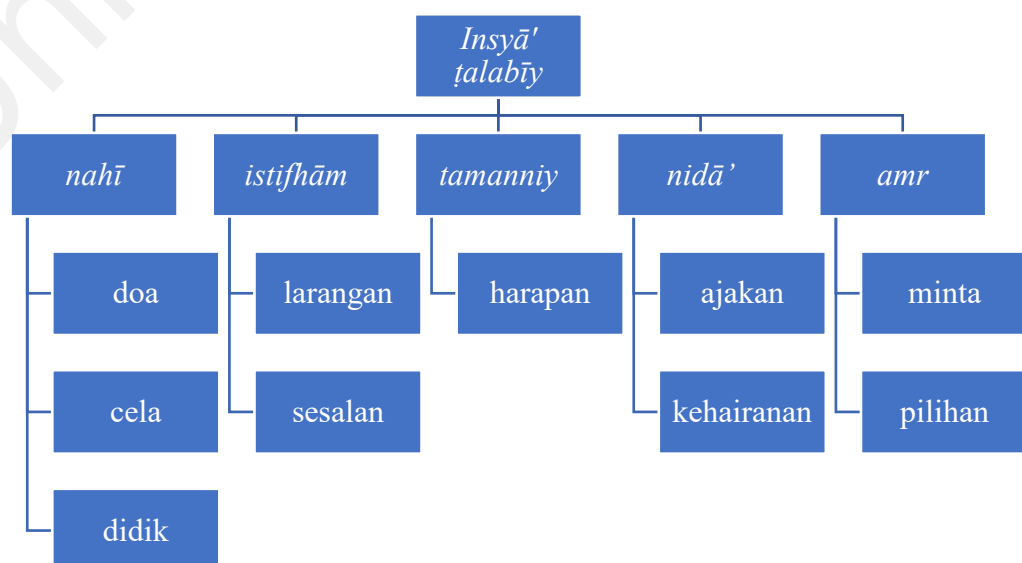 Insyā'
ṭalabīy
nahī
istifhām
tamanniy
nidā’
amr
doa
larangan
harapan
ajakan
minta
cela
sesalan
kehairanan
pilihan
didik